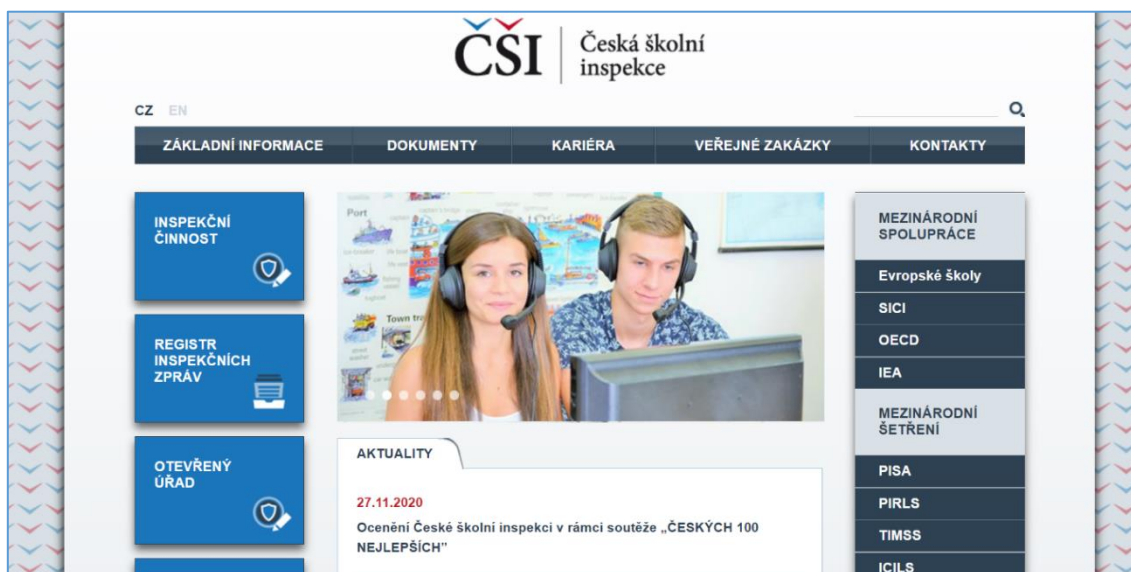 ČŠI
Česká školní
inspekce
CZ EN
ZÁKLADNÍ INFORMACE
DOKUMENTY
KARIÉRA
VEŘEJNÉ ZAKÁZKY
KONTAKTY
INSPEKČNÍ
ČINNOST
REGISTR
INSPEKČNÍCH
ZPRÁV
OTEVŘENÝ
ÚŘAD
Port
Town
AKTUALITY
27.11.2020
Ocenění České školní inspekci v rámci soutěže „ČESKÝCH 100
NEJLEPŠÍCH"
MEZINÁRODNÍ
SPOLUPRÁCE
Evropské školy
SICI
OECD
IEA
MEZINÁRODNÍ
ŠETŘENÍ
PISA
PIRLS
TIMSS
ICILS